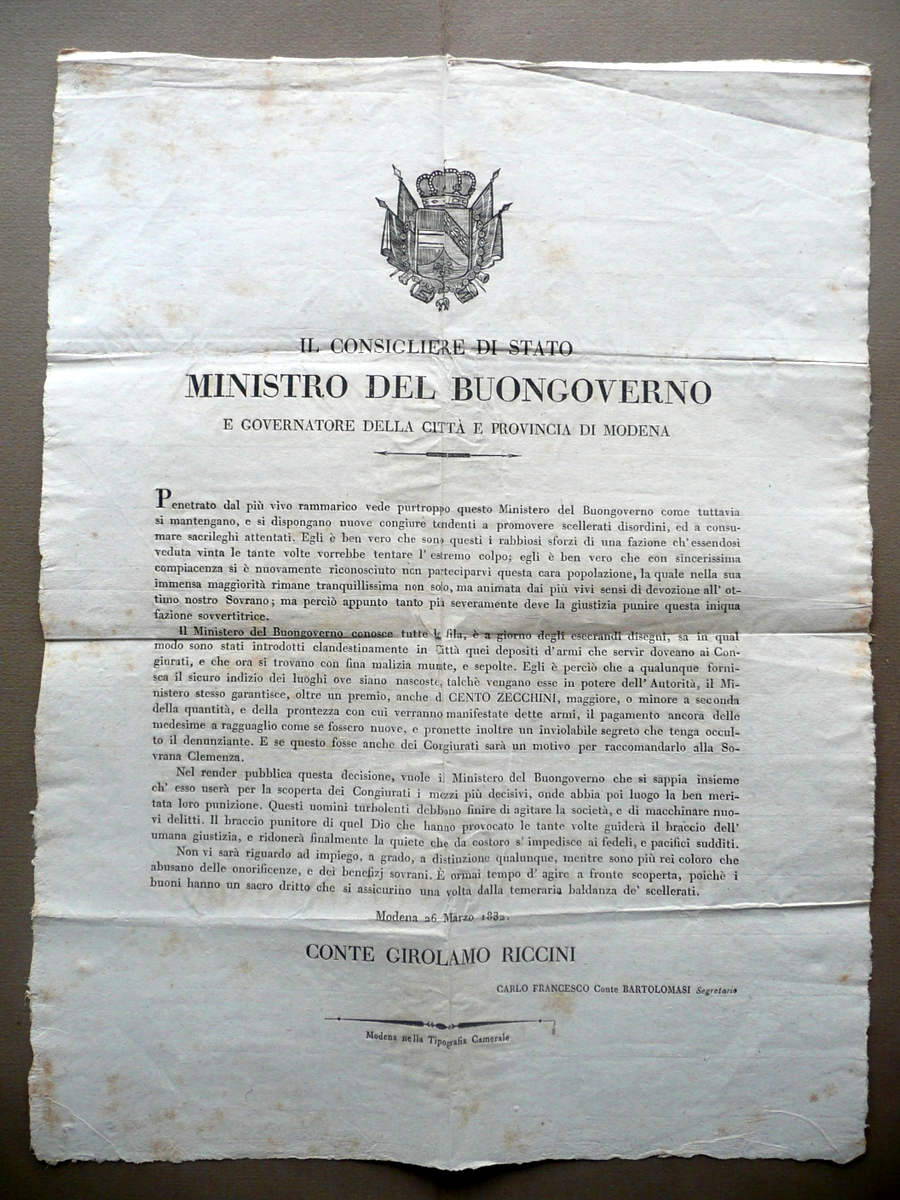 IL CONSIGLIERE DI STATO
MINISTRO DEL BUONGOVERNO
E GOVERNATORE DELLA CITTÀ E PROVINCIA DI MODENA
Penetrato dal più vivo rammarico vede purtroppo questo Ministero del Buongoverno come tuttavia
si mantengano, e si dispongano nuove congiure tendenti a promovere scellerati disordini, ed a consu-
mare sacrileghi attentati. Egli è ben vero che sono questi i rabbiosi sforzi di una fazione ch' essendosi
veduta vinta le tante volte vorrebbe tentare l' estremo colpo; egli è ben vero che con sincerissima
compiacenza si è nuovamente riconosciuto non parteciparvi questa cara popolazione, la quale nella sua
immensa maggiorità rimane tranquillissima non solo, ma animata dai più vivi sensi di devozione all' ot-
timo nostro Sovrano; ma perciò appunto tanto più severamente deve la giustizia punire questa iniqua
fazione sovvertitrice.
Il Ministero del Buongoverno conosce tutte le fila, è a giorno degli esecrandi disegni, sa in qual
modo sono stati introdotti clandestinamente in Città quei depositi d'armi che servir doveano ai Con-
giurati, e che ora si trovano con fina malizia murate, e sepolte. Egli è perciò che a qualunque forni-
sca il sicuro indizio dei luoghi ove siano nascoste, talchè vengano esse in potere dell' Autorità, il Mi-
nistero stesso garantisce, oltre un premio, anche di CENTO ZECCHINI, maggiore, o minore a seconda
della quantità, e della prontezza con cui verranno manifestate dette armi, il pagamento ancora delle
medesime a ragguaglio come se fossero nuove, e promette inoltre un inviolabile segreto che tenga occul-
to il denunziante. E se questo fosse anche dei Congiurati sarà un motivo per raccomandarlo alla So-
vrana Clemenza.
Nel render pubblica questa decisione, vuole il Ministero del Buongoverno che si sappia insieme
ch' esso userà per la scoperta dei Congiurati i mezzi più decisivi, onde abbia poi luogo la ben meri-
tata loro punizione. Questi uomini turbolenti debbono finire di agitare la società, e di macchinare nuo-
vi delitti. Il braccio punitore di quel Dio che hanno provocato le tante volte guiderà il braccio dell'
umana giustizia, e ridonerà finalmente la quiete che da costoro s' impedisce ai fedeli, e pacifici sudditi.
Non vi sarà riguardo ad impiego, a grado, a distinzione qualunque, mentre sono più rei coloro che
abusano delle onorificenze, e dei benefizj sovrani. È ormai tempo d' agire a fronte scoperta, poichè i
buoni hanno un sacro dritto che si assicurino una volta dalla temeraria baldanza de' scellerati.
Modena 26 Marzo 1832.
CONTE GIROLAMO RICCINI
CARLO FRANCESCO Conte BARTOLOMASI Segretario
Modena nella Tipografia Camerale